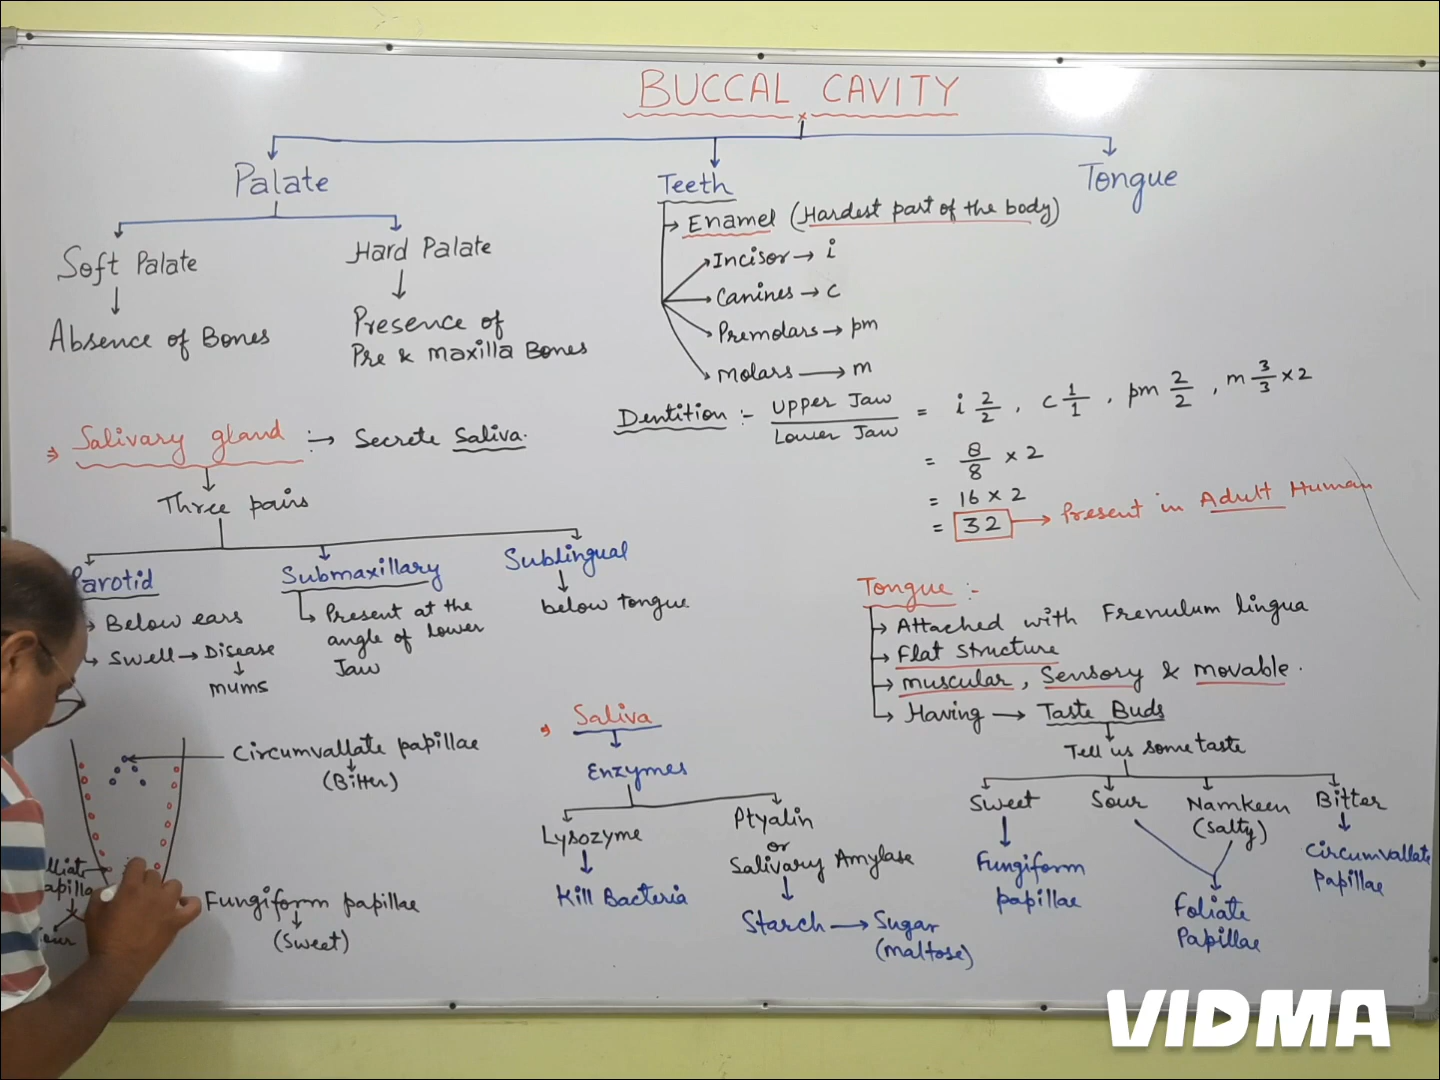 BUCCAL CAVITY
Palate
Teeth
Tongue
Soft Palate
Hard Palate
Absence of Bones
Presence of
Pre & maxilla Bones
Enamel (Hardest part of the body)
Incisor → i
Canines → c
Premolars → pm
Molars → m
Dentition :- Upper Jaw / Lower Jaw = i 2/2 , c 1/1 , pm 2/2 , m 3/3 × 2
= 8/8 × 2
= 16 × 2
= 32 → Present in Adult Human
⇒ Salivary gland :→ Secrete Saliva.
Three pairs
Parotid
Submaxillary
Sublingual
→ Below ears
→ Swell → Disease
mums
Present at the
angle of lower
Jaw
below tongue
Circumvallate papillae
(Bitter)
Fungiform papillae
(Sweet)
Saliva
Enzymes
Lysozyme
Kill Bacteria
Ptyalin
or
Salivary Amylase
Starch → Sugar
(maltose)
Tongue :-
→ Attached with Frenulum lingua
→ Flat structure
→ muscular, Sensory & movable.
→ Having → Taste Buds
Tell us some taste
Sweet
Sour
Namkeen
(Salty)
Bitter
Fungiform
papillae
Foliate
Papillae
Circumvallate
Papillae
VIDMA